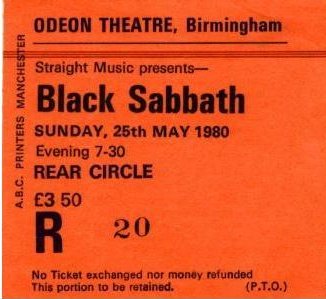 ODEON THEATRE, Birmingham
Straight Music presents—
Black Sabbath
SUNDAY, 25th MAY 1980
Evening 7-30
REAR CIRCLE
£3 50
R 20
No Ticket exchanged nor money refunded
This portion to be retained. (P.T.O.)
A.B.C. PRINTERS MANCHESTER